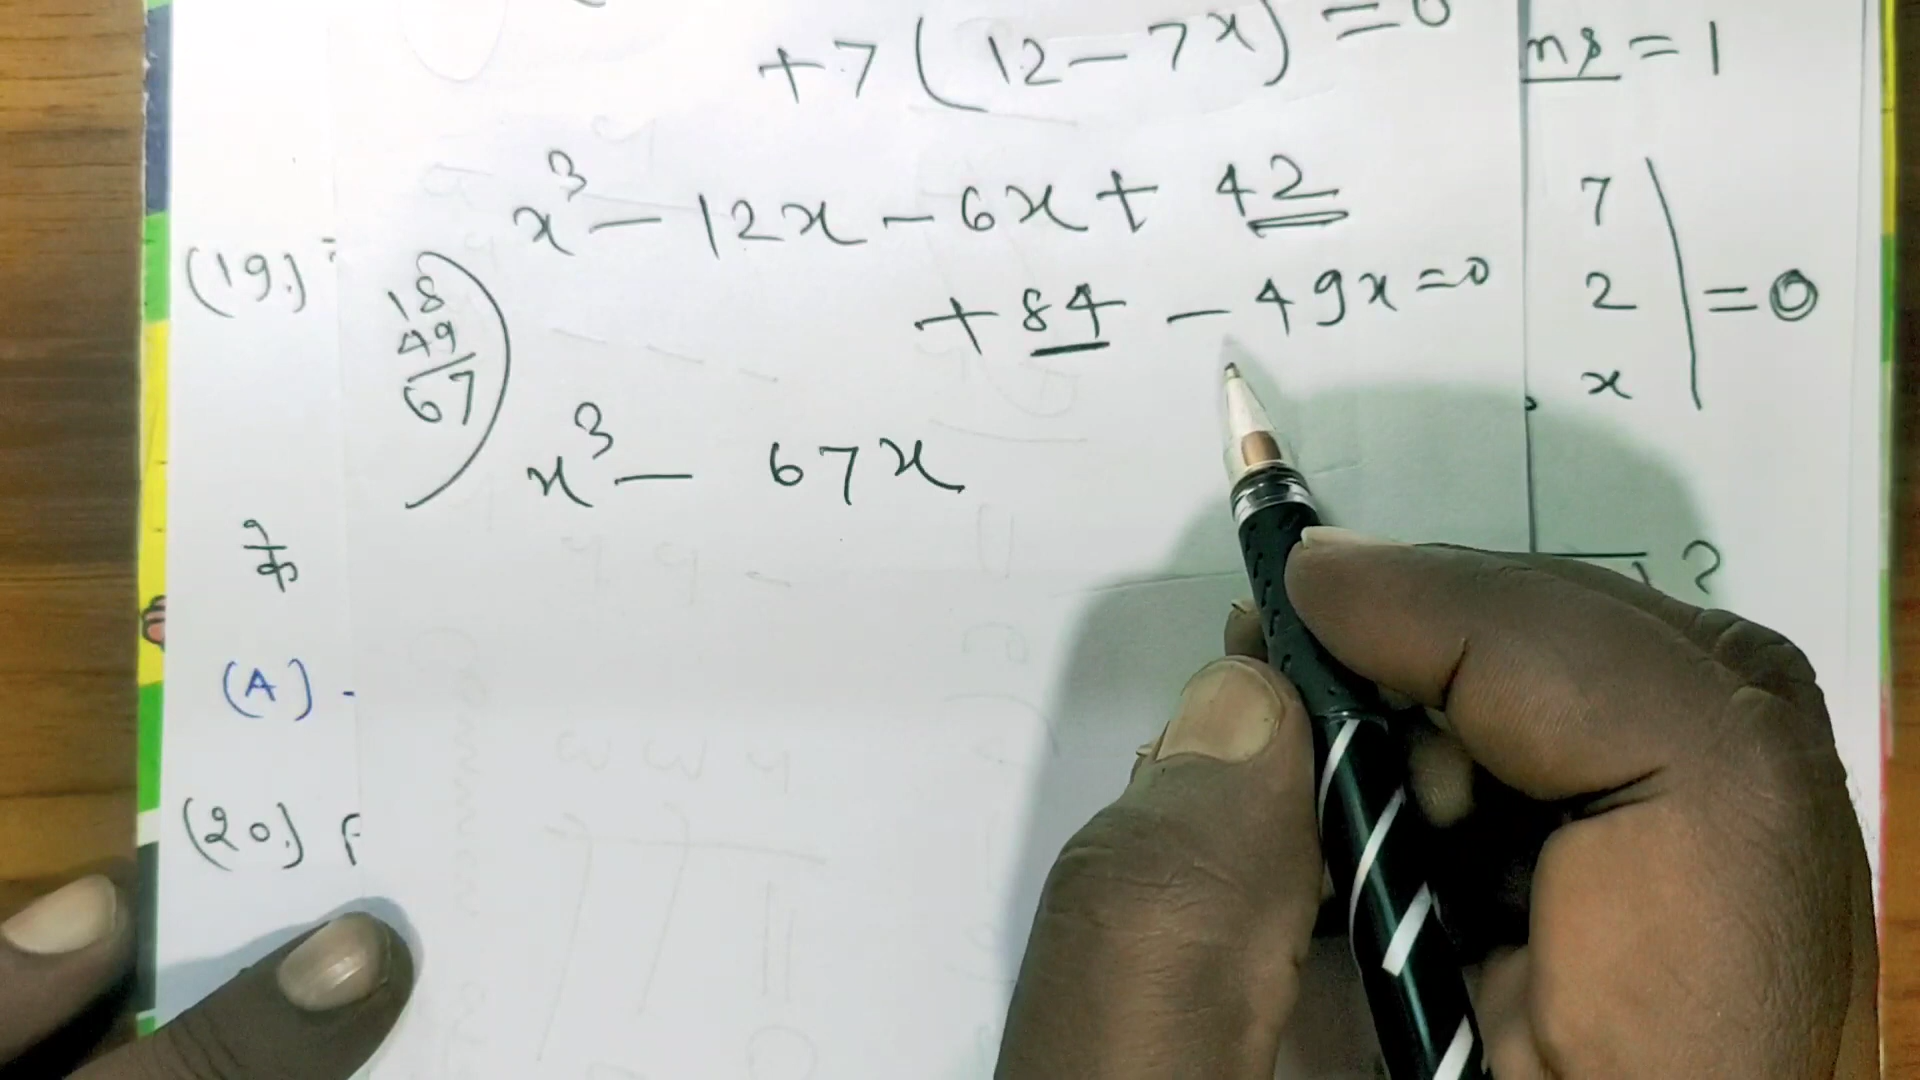 +7(12-7x)=0
x³-12x-6x+42
+84-49x=0
x³-67x
18
49
67
(19.)
के
(A) -
(20.)
= 1
7
2 = 0
x